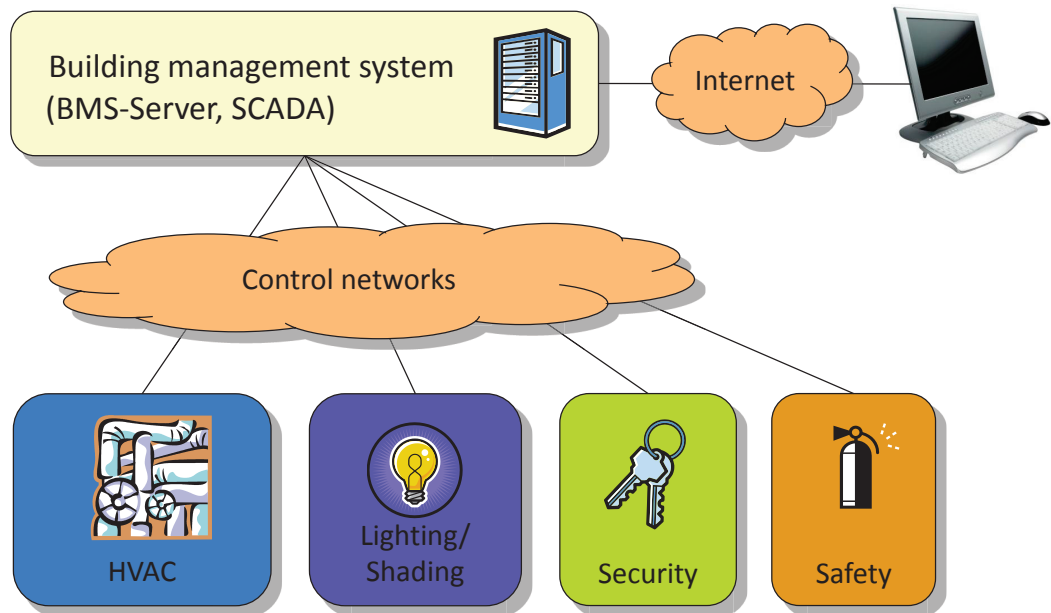 Building management system
(BMS-Server, SCADA)
Internet
Control networks
HVAC
Lighting/
Shading
Security
Safety